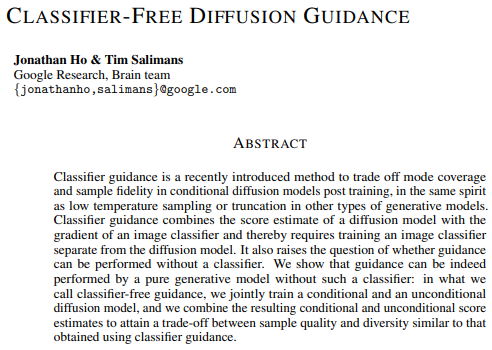 CLASSIFIER-FREE DIFFUSION GUIDANCE
Jonathan Ho & Tim Salimans
Google Research, Brain team
{jonathanho,salimans}@google.com
ABSTRACT
Classifier guidance is a recently introduced method to trade off mode coverage
and sample fidelity in conditional diffusion models post training, in the same spirit
as low temperature sampling or truncation in other types of generative models.
Classifier guidance combines the score estimate of a diffusion model with the
gradient of an image classifier and thereby requires training an image classifier
separate from the diffusion model. It also raises the question of whether guidance
can be performed without a classifier. We show that guidance can be indeed
performed by a pure generative model without such a classifier: in what we
call classifier-free guidance, we jointly train a conditional and an unconditional
diffusion model, and we combine the resulting conditional and unconditional score
estimates to attain a trade-off between sample quality and diversity similar to that
obtained using classifier guidance.